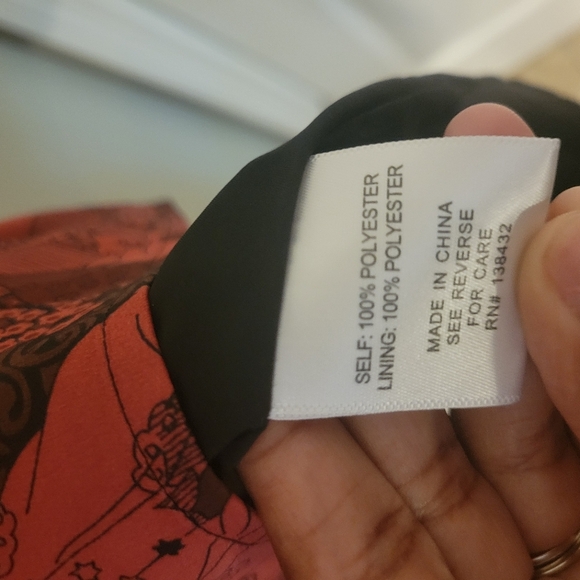 SELF: 100% POLYESTER
LINING: 100% POLYESTER
MADE IN CHINA
SEE REVERSE
FOR CARE
RN# 138432